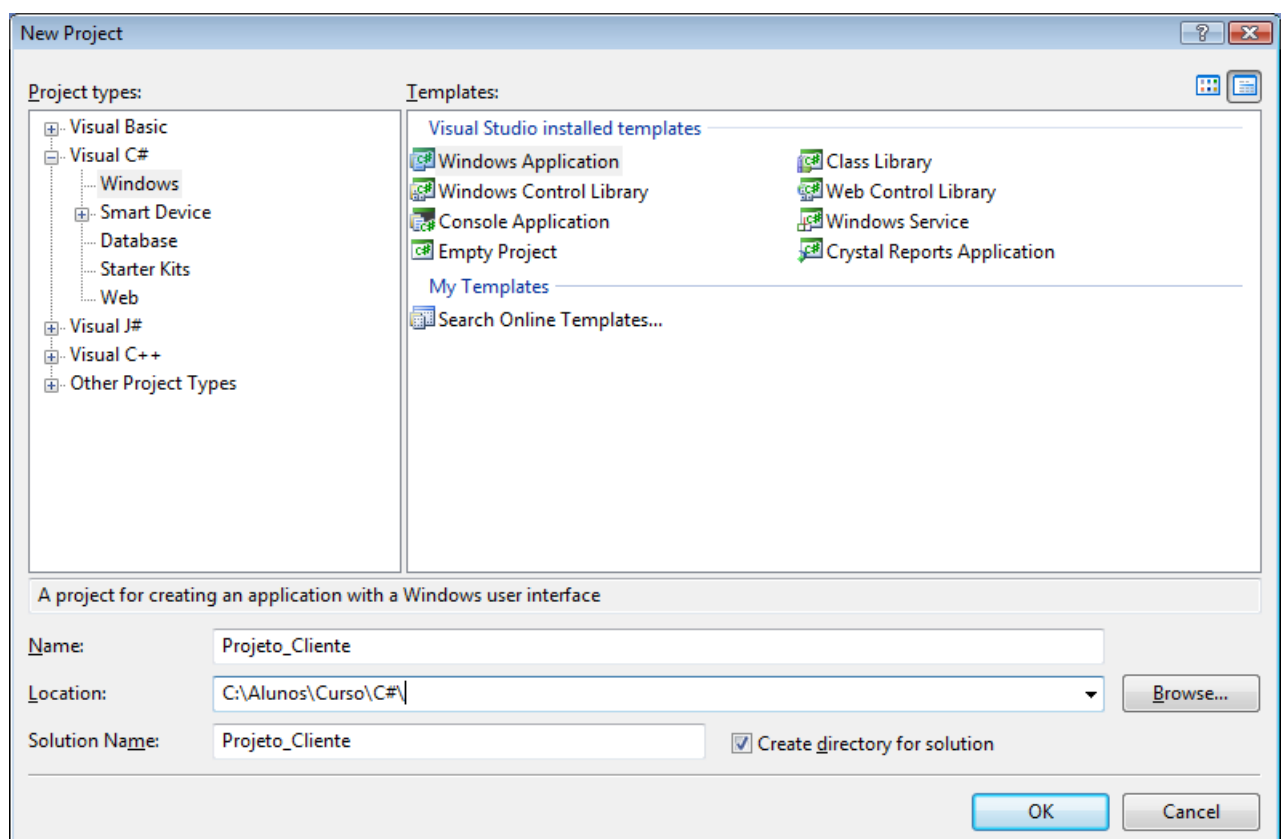 New Project
Project types:
Templates:
Visual Basic
Visual C#
Windows
Smart Device
Database
Starter Kits
Web
Visual J#
Visual C++
Other Project Types
Visual Studio installed templates
Windows Application
Class Library
Windows Control Library
Web Control Library
Console Application
Windows Service
Empty Project
Crystal Reports Application
My Templates
Search Online Templates...
A project for creating an application with a Windows user interface
Name: Projeto_Cliente
Location: C:\Alunos\Curso\C#\ Browse...
Solution Name: Projeto_Cliente Create directory for solution
OK Cancel